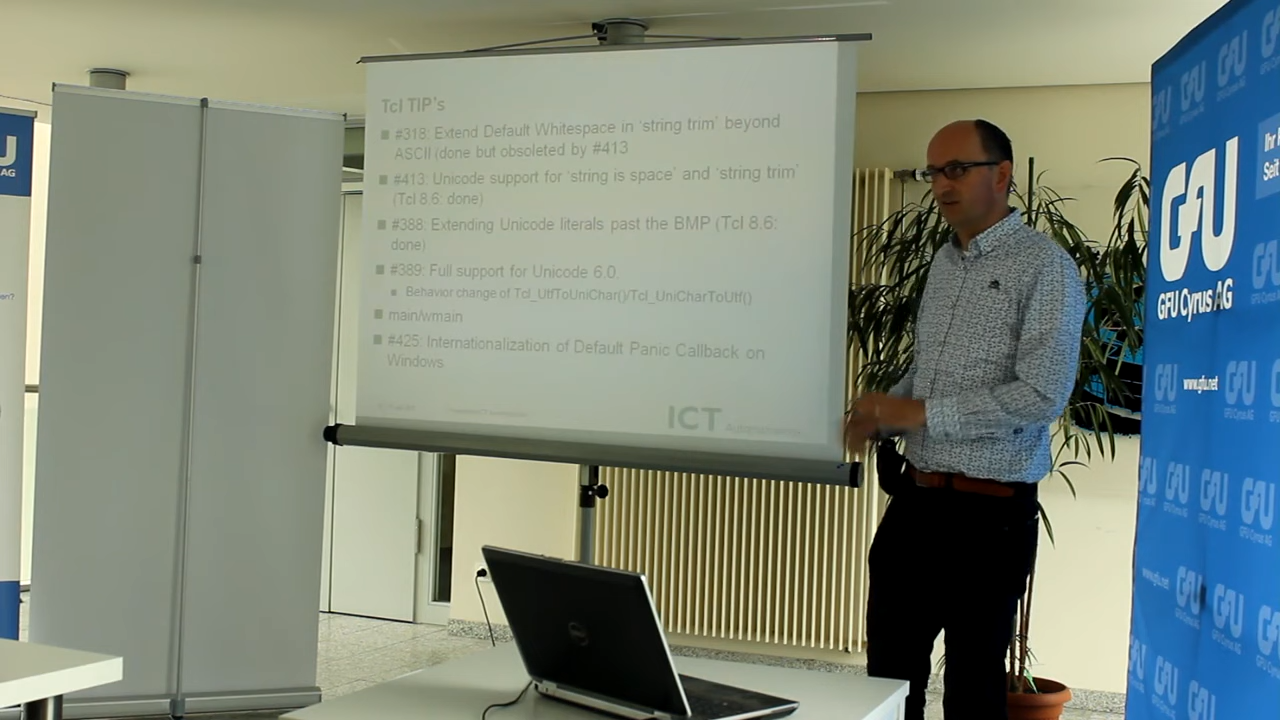 Tcl TIP's
#318: Extend Default Whitespace in 'string trim' beyond
ASCII (done but obsoleted by #413
#413: Unicode support for 'string is space' and 'string trim'
(Tcl 8.6: done)
#388: Extending Unicode literals past the BMP (Tcl 8.6:
done)
#389: Full support for Unicode 6.0.
Behavior change of Tcl_UtfToUniChar()/Tcl_UniCharToUtf()
main/wmain
#425: Internationalization of Default Panic Callback on
Windows
ICT
U
AG
GFU
GFU Cyrus AG
www.gfu.net
Ihr
Seit